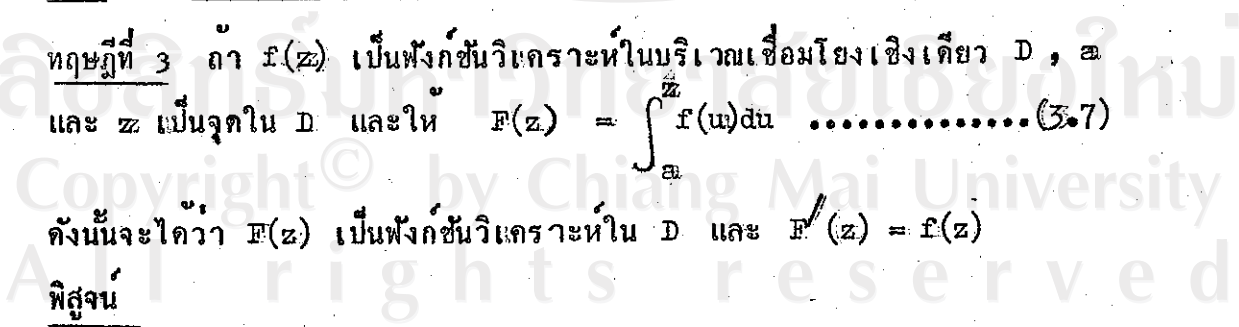 ทฤษฎีที่ 3 ถ้า f(z) เป็นฟังก์ชันวิเคราะห์ในบริเวณเชื่อมโยงเชิงเดียว D , a
และ z เป็นจุดใน D และให้ F(z) = ∫ₐᶻ f(u)du ..............(3.7)
ดังนั้นจะได้ว่า F(z) เป็นฟังก์ชันวิเคราะห์ใน D และ F′(z) = f(z)
พิสูจน์
ลิขสิทธิ์มหาวิทยาลัยเชียงใหม่
Copyright© by Chiang Mai University
All rights reserved